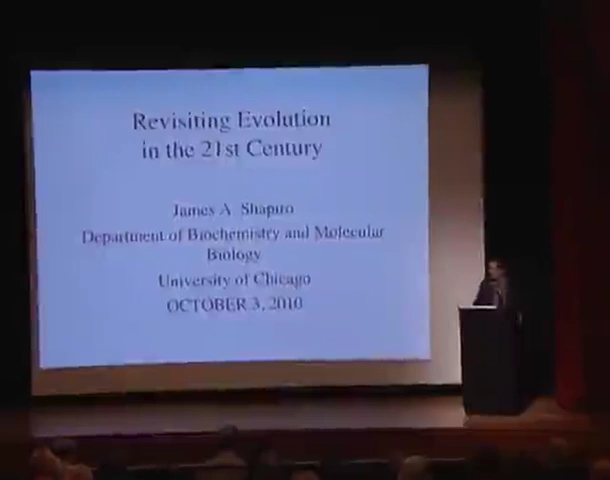 Revisiting Evolution
in the 21st Century
James A. Shapiro
Department of Biochemistry and Molecular
Biology
University of Chicago
OCTOBER 3, 2010